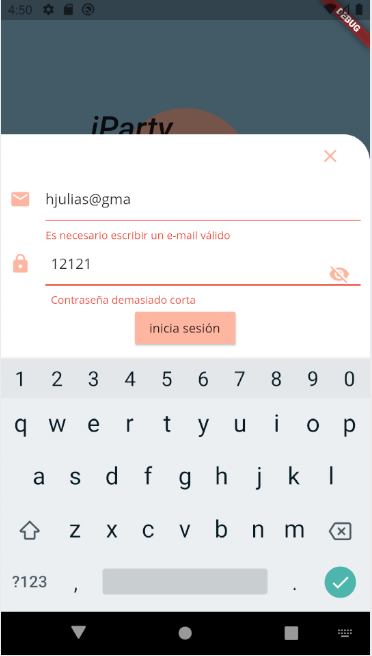 4:50
DEBUG
iParty
hjulias@gma
Es necesario escribir un e-mail válido
12121
Contraseña demasiado corta
inicia sesión
1 2 3 4 5 6 7 8 9 0
q w e r t y u i o p
a s d f g h j k l
z x c v b n m
?123 , .